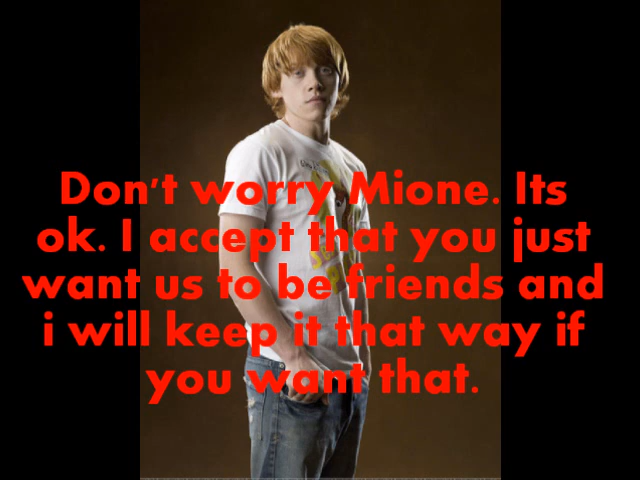 Don't worry Mione. Its
ok. I accept that you just
want us to be friends and
i will keep it that way if
you want that.